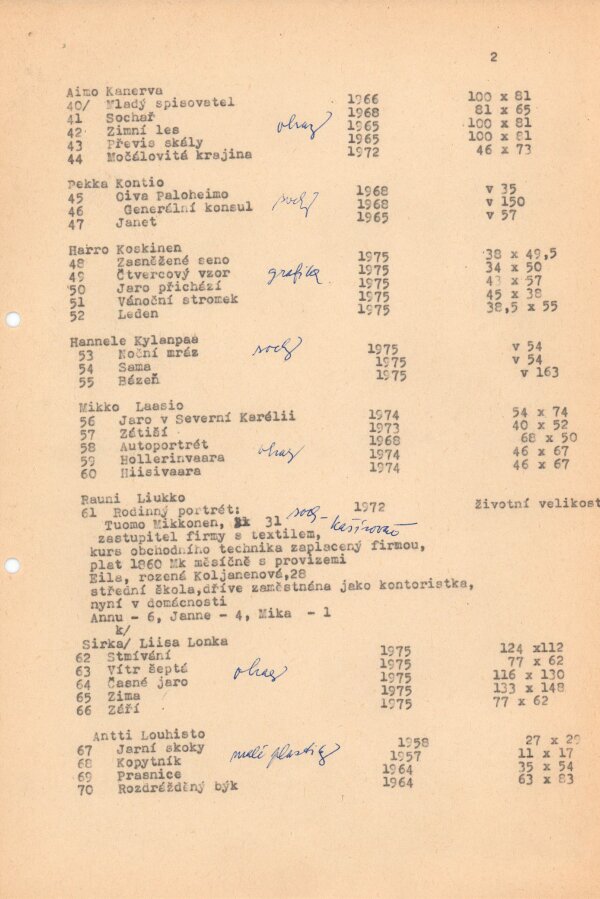 2
Aimo Kanerva
40/ Mladý spisovatel 1966 100 x 81
41 Sochař 1968 81 x 65
42 Zimní les obrazy 1965 100 x 81
43 Převis skály 1965 100 x 81
44 Močálovitá krajina 1972 46 x 73
Pekka Kontio
45 Oiva Paloheimo 1968 v 35
46 Generální konsul sochy 1968 v 150
47 Janet 1965 v 57
Harro Koskinen
48 Zasněžené seno 1975 38 x 49,5
49 Čtvercový vzor grafika 1975 34 x 50
50 Jaro přichází 1975 43 x 57
51 Vánoční stromek 1975 45 x 38
52 Leden 1975 38,5 x 55
Hannele Kylanpaa
53 Noční mráz sochy 1975 v 54
54 Sama 1975 v 54
55 Bázeň 1975 v 163
Mikko Laasio
56 Jaro v Severní Karélii 1974 54 x 74
57 Zátiší 1973 40 x 52
58 Autoportrét 1968 68 x 50
59 Hollerinvaara obrazy 1974 46 x 67
60 Hiisivaara 1974 46 x 67
Rauni Liukko
61 Rodinný portrét: 1972 životní velikost
Tuomo Mikkonen, 31 soch-
zastupitel firmy s textilem,
kurs obchodního technika zaplacený firmou,
plat 1860 Mk měsíčně s provizemi
Eila, rozená Koljanenová,28
střední škola,dříve zaměstnána jako kontoristka,
nyní v domácnosti
Annu - 6, Janne - 4, Mika - 1
k/
Sirka/ Liisa Lonka
62 Stmívání 1975 124 x112
63 Vítr šeptá obrazy 1975 77 x 62
64 Časné jaro 1975 116 x 130
65 Zima 1975 133 x 148
66 Září 1975 77 x 62
Antti Louhisto
67 Jarní skoky 1958 27 x 29
68 Kopytník malé plastiky 1957 11 x 17
69 Prasnice 1964 35 x 54
70 Rozdrážděný býk 1964 63 x 83